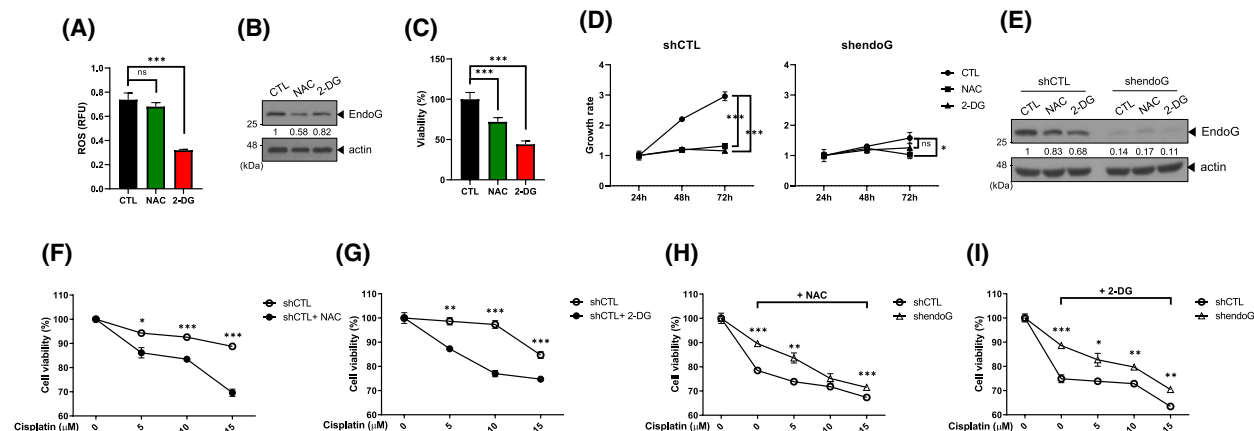 (A)
ROS (RFU)
1.0
0.8
0.6
0.4
0.2
0.0
***
ns
CTL NAC 2-DG
(B)
CTL NAC 2-DG
EndoG
25
1 0.58 0.82
48
actin
(kDa)
(C)
Viability (%)
150
100
50
0
***
***
CTL NAC 2-DG
(D)
shCTL
Growth rate
4
3
2
1
0
***
***
24h 48h 72h
shendoG
4
3
2
1
0
CTL
NAC
2-DG
ns
*
24h 48h 72h
(E)
shCTL shendoG
CTL NAC 2-DG CTL NAC 2-DG
EndoG
25
1 0.83 0.68 0.14 0.17 0.11
48
actin
(kDa)
(F)
Cell viability (%)
110
100
90
80
70
60
shCTL
shCTL+ NAC
* *** ***
Cisplatin (μM) 0 5 10 15
(G)
Cell viability (%)
110
100
90
80
70
60
shCTL
shCTL+ 2-DG
** *** ***
Cisplatin (μM) 0 5 10 15
(H)
Cell viability (%)
110
100
90
80
70
60
+ NAC
shCTL
shendoG
*** ** ***
Cisplatin (μM) 0 0 5 10 15
(I)
Cell viability (%)
110
100
90
80
70
60
+ 2-DG
shCTL
shendoG
*** * ** **
Cisplatin (μM) 0 0 5 10 15